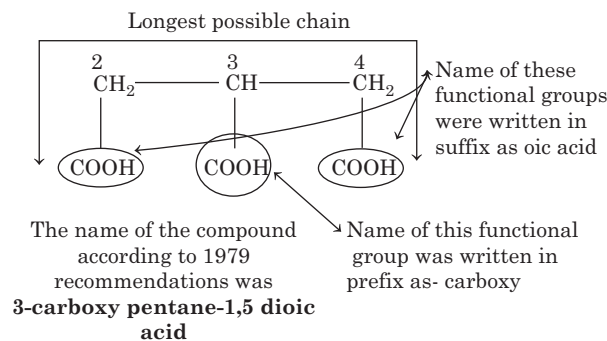 Longest possible chain
2 3 4
CH₂ CH CH₂
Name of these
functional groups
were written in
suffix as oic acid
COOH COOH COOH
The name of the compound
according to 1979
recommendations was
3-carboxy pentane-1,5 dioic
acid
Name of this functional
group was written in
prefix as- carboxy